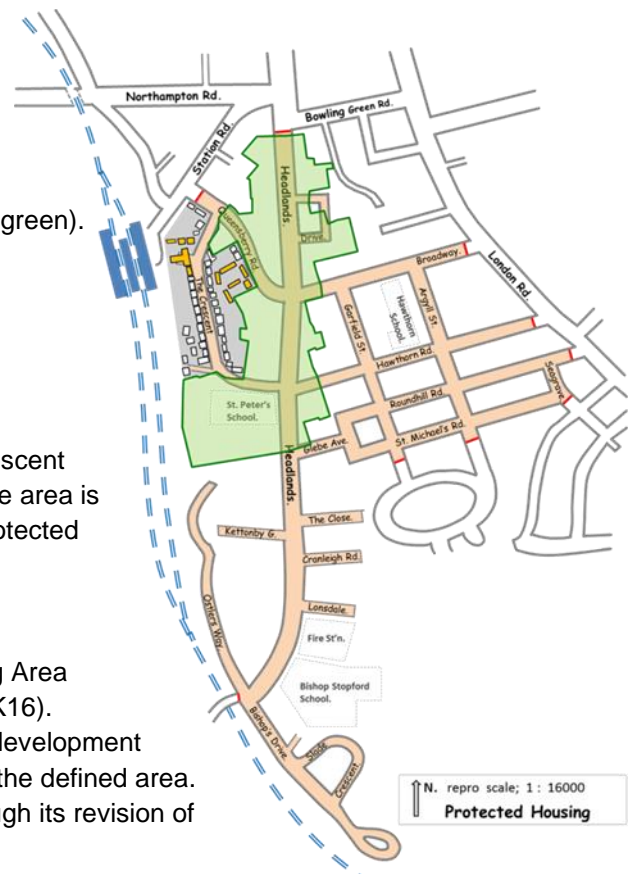 green).
escent
e area is
otected
g Area
K16).
development
the defined area.
gh its revision of
Northampton Rd.
Bowling Green Rd.
Station Rd.
Headlands.
Queensberry Rd
Drive.
Broadway.
London Rd.
The Crescent
Garfield St.
Hawthorn
School.
Argyll St.
Hawthorn Rd.
Seagrave
Roundhill Rd.
St. Peter's
School.
Glebe Ave.
St. Michael's Rd.
Headlands.
The Close.
Kettonby G.
Cranleigh Rd.
Ostlers Way.
Lonsdale.
Fire St'n.
Bishop Stopford
School.
Bishop's Drive.
Slade
Crescent
N. repro scale; 1 : 16000
Protected Housing